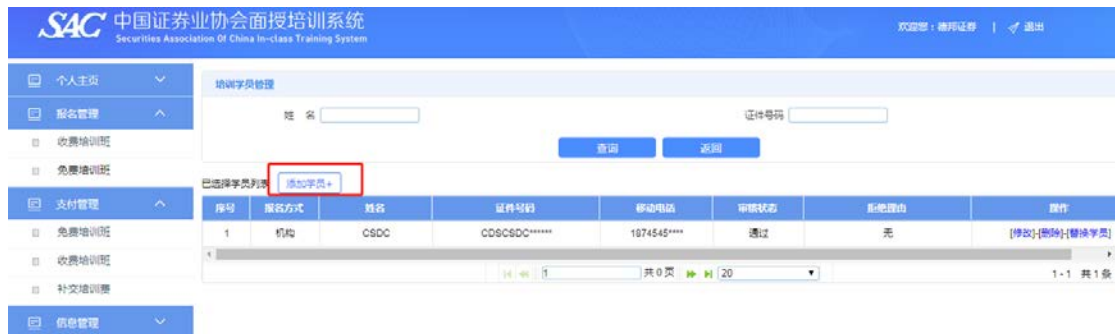 SAC 中国证券业协会面授培训系统
Securities Association Of China In-class Training System
欢迎您：德邦证券 | 退出
个人主页
报名管理
收费培训班
免费培训班
支付管理
免费培训班
收费培训班
补交培训费
信息管理
培训学员管理
姓 名
证件号码
查询 返回
已选择学员列表 添加学员+
序号 报名方式 姓名 证件号码 移动电话 审核状态 拒绝理由 操作
1 机构 CSDC CDSCSDC****** 1874545**** 通过 无 [修改]-[删除]-[替换学员]
1 共0页 20 1-1 共1条